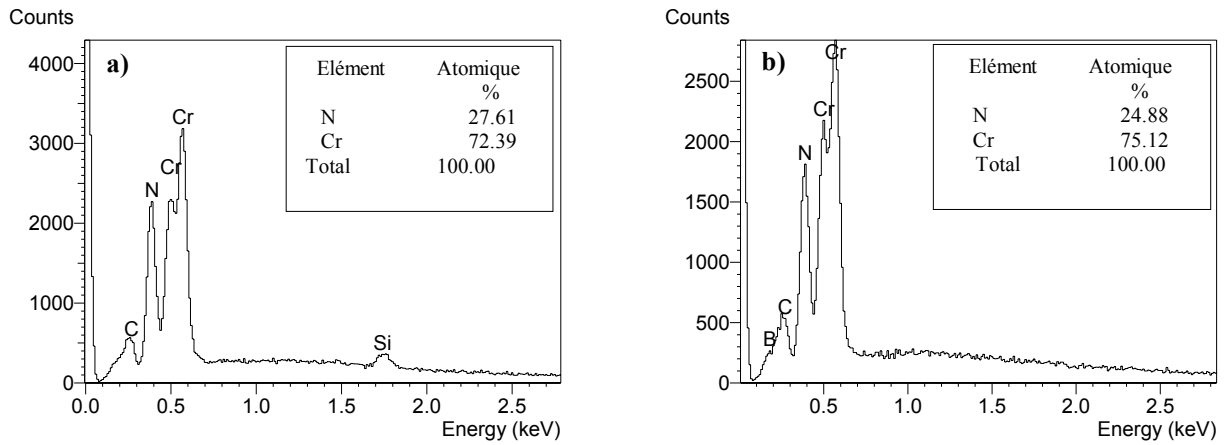 Counts
a)
Elément Atomique
%
N 27.61
Cr 72.39
Total 100.00
4000
3000
2000
1000
0
C
N
Cr
Cr
Si
0.0 0.5 1.0 1.5 2.0 2.5
Energy (keV)
Counts
b)
Elément Atomique
%
N 24.88
Cr 75.12
Total 100.00
2500
2000
1500
1000
500
0
B
C
N
Cr
Cr
0.5 1.0 1.5 2.0 2.5
Energy (keV)